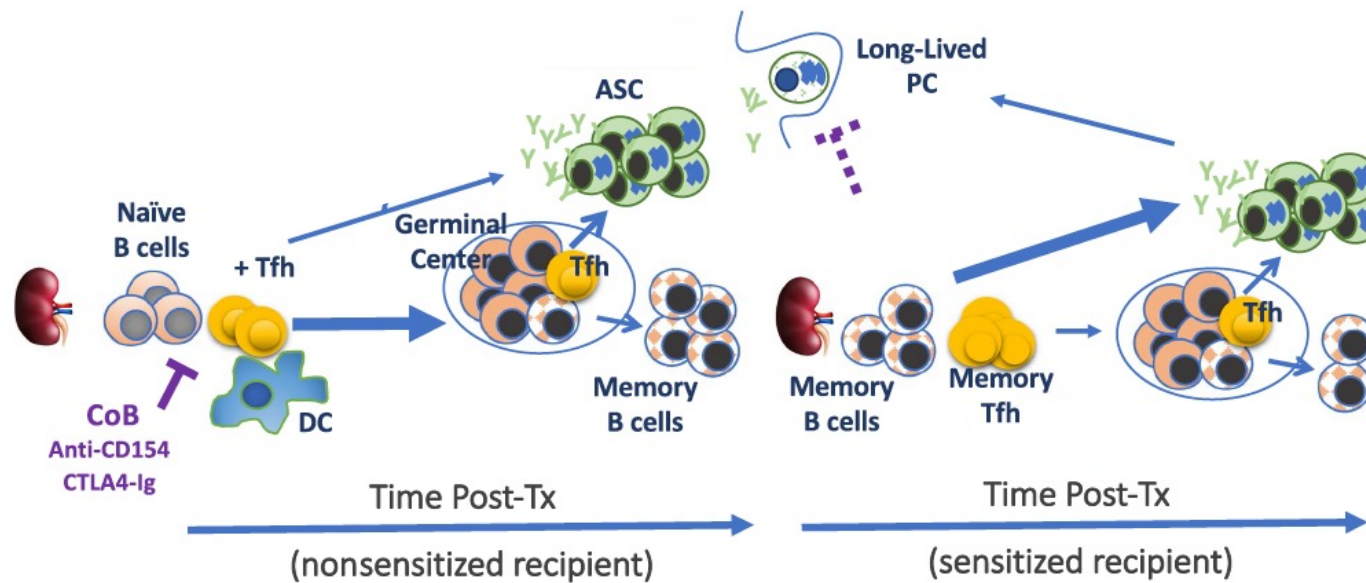 Naïve
B cells
+ Tfh
CoB
Anti-CD154
CTLA4-Ig
DC
ASC
Germinal
Center
Tfh
Memory
B cells
Long-Lived
PC
Memory
B cells
Memory
Tfh
Tfh
Time Post-Tx
(nonsensitized recipient)
Time Post-Tx
(sensitized recipient)